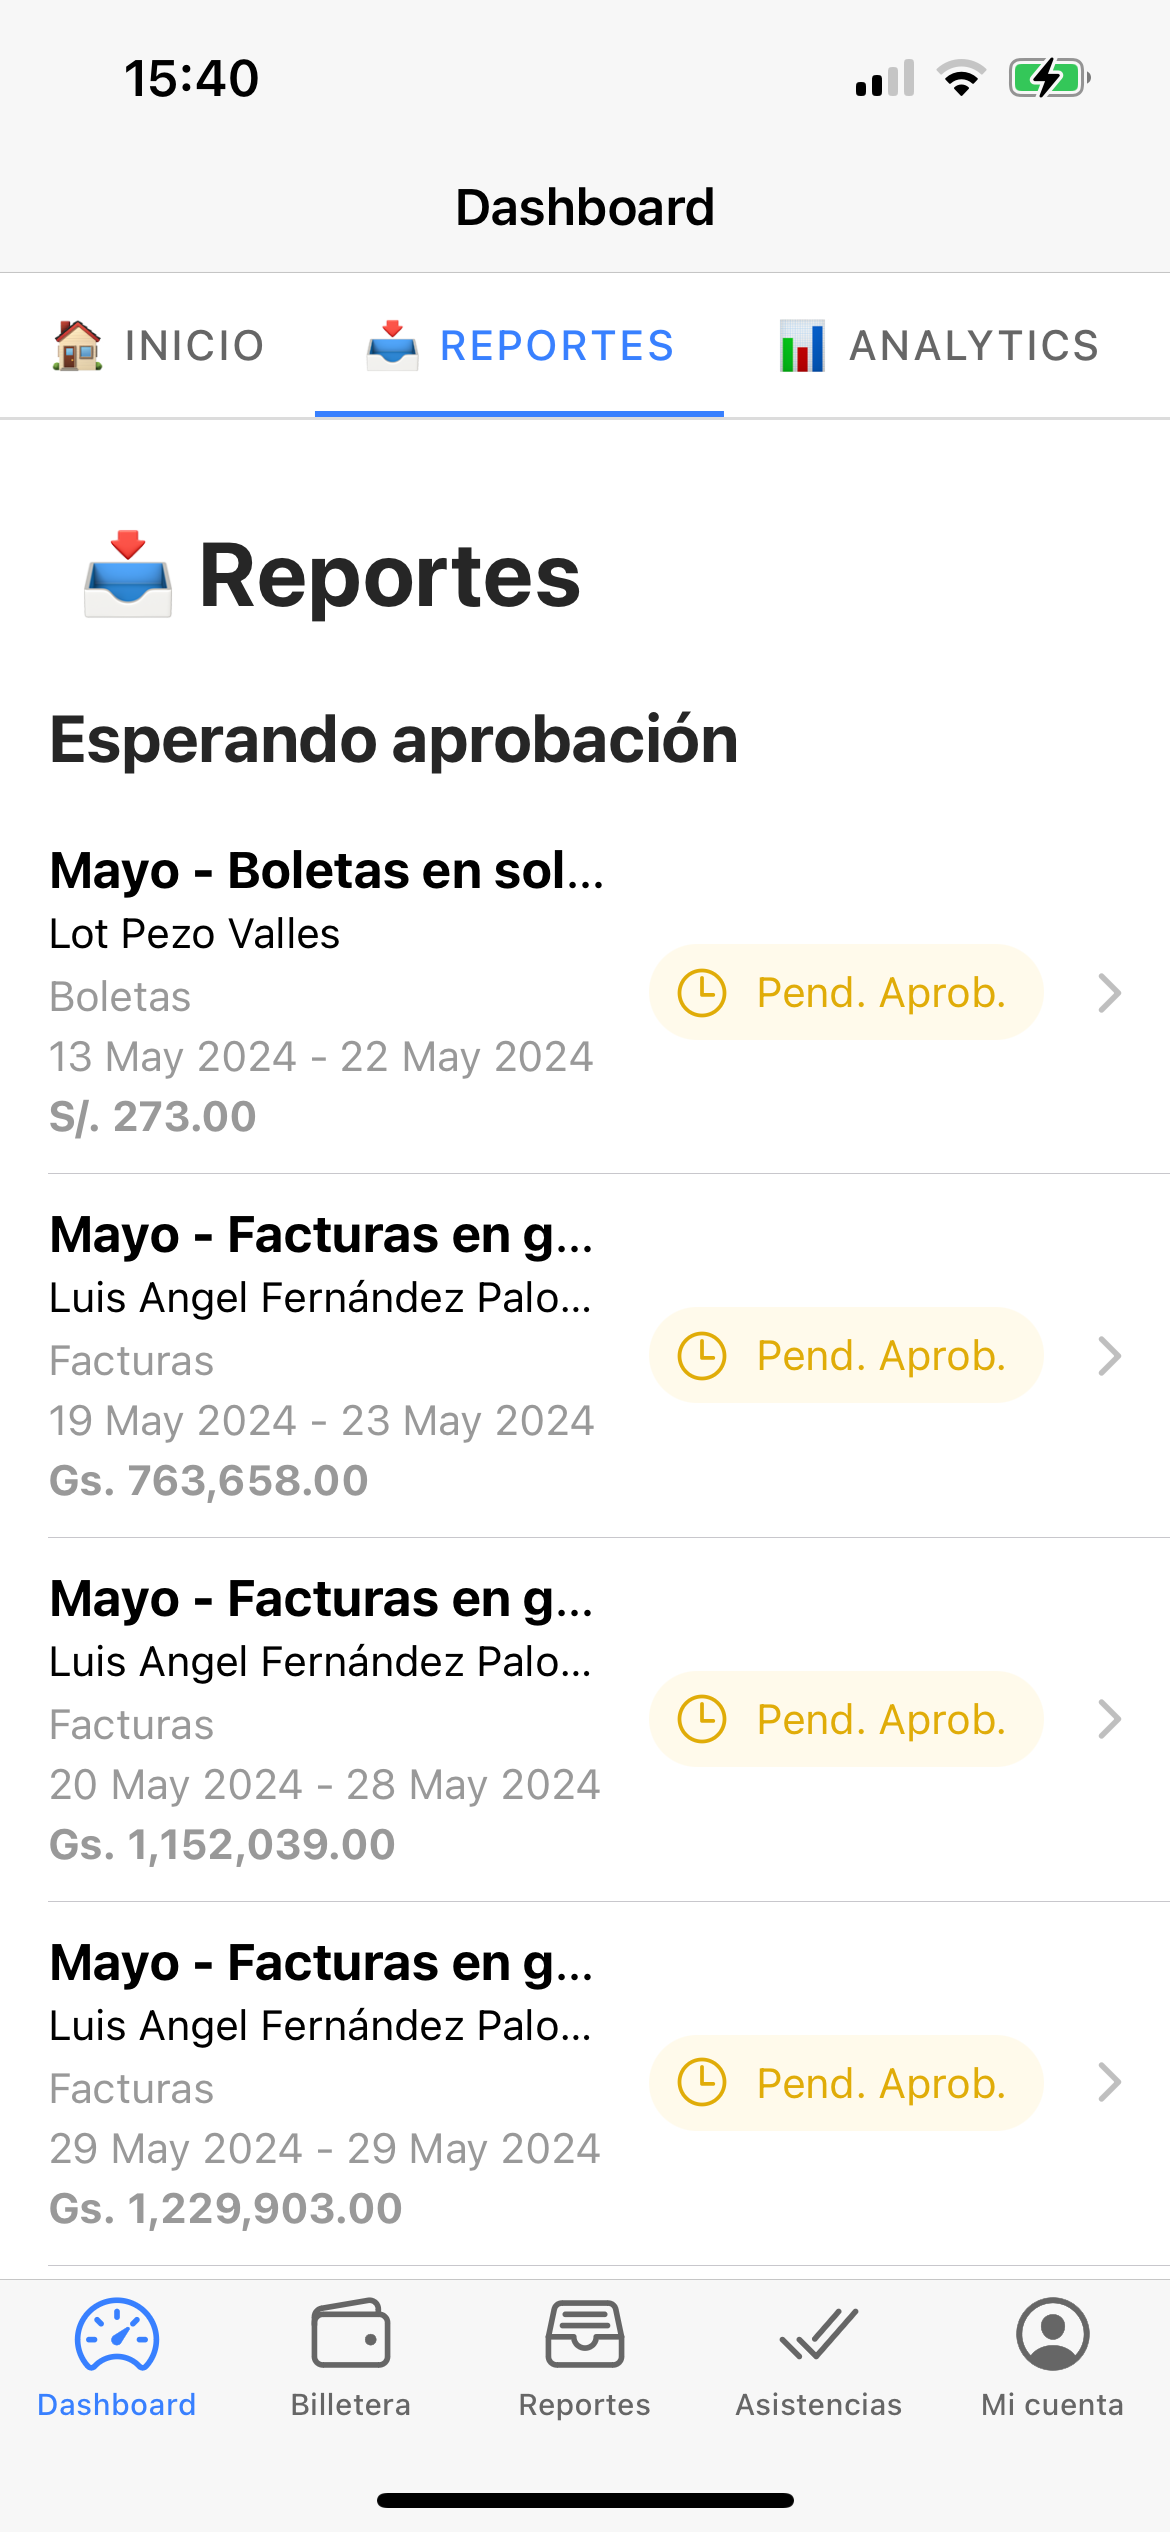 15:40
Dashboard
INICIO
REPORTES
ANALYTICS
Reportes
Esperando aprobación
Mayo - Boletas en sol...
Lot Pezo Valles
Boletas
13 May 2024 - 22 May 2024
S/. 273.00
Pend. Aprob.
Mayo - Facturas en g...
Luis Angel Fernández Palo...
Facturas
19 May 2024 - 23 May 2024
Gs. 763,658.00
Pend. Aprob.
Mayo - Facturas en g...
Luis Angel Fernández Palo...
Facturas
20 May 2024 - 28 May 2024
Gs. 1,152,039.00
Pend. Aprob.
Mayo - Facturas en g...
Luis Angel Fernández Palo...
Facturas
29 May 2024 - 29 May 2024
Gs. 1,229,903.00
Pend. Aprob.
Dashboard
Billetera
Reportes
Asistencias
Mi cuenta